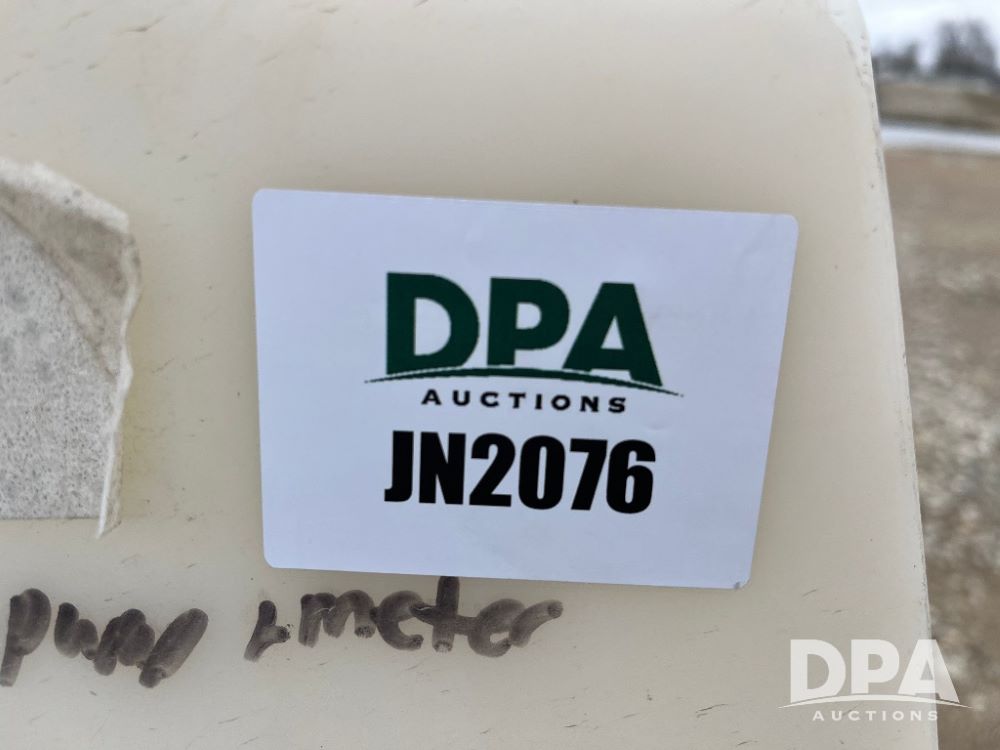 DPA
AUCTIONS
JN2076
pump & meter
DPA
AUCTIONS